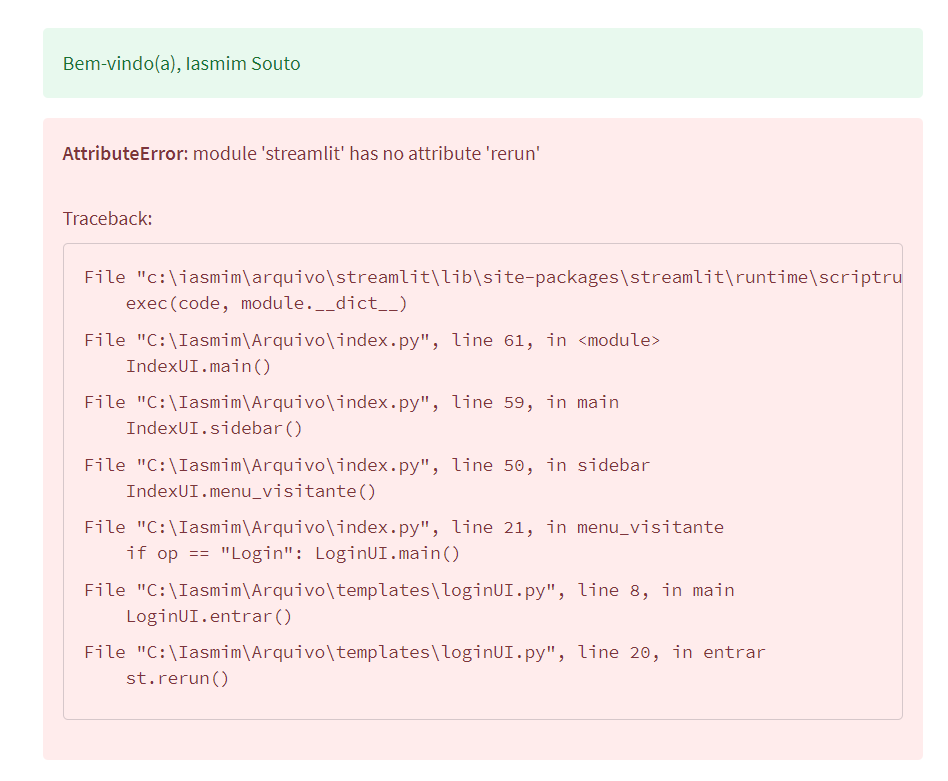 Bem-vindo(a), Iasmim Souto
AttributeError: module 'streamlit' has no attribute 'rerun'
Traceback:
File "c:\iasmim\arquivo\streamlit\lib\site-packages\streamlit\runtime\scriptru
exec(code, module.__dict__)
File "C:\Iasmim\Arquivo\index.py", line 61, in <module>
IndexUI.main()
File "C:\Iasmim\Arquivo\index.py", line 59, in main
IndexUI.sidebar()
File "C:\Iasmim\Arquivo\index.py", line 50, in sidebar
IndexUI.menu_visitante()
File "C:\Iasmim\Arquivo\index.py", line 21, in menu_visitante
if op == "Login": LoginUI.main()
File "C:\Iasmim\Arquivo\templates\loginUI.py", line 8, in main
LoginUI.entrar()
File "C:\Iasmim\Arquivo\templates\loginUI.py", line 20, in entrar
st.rerun()